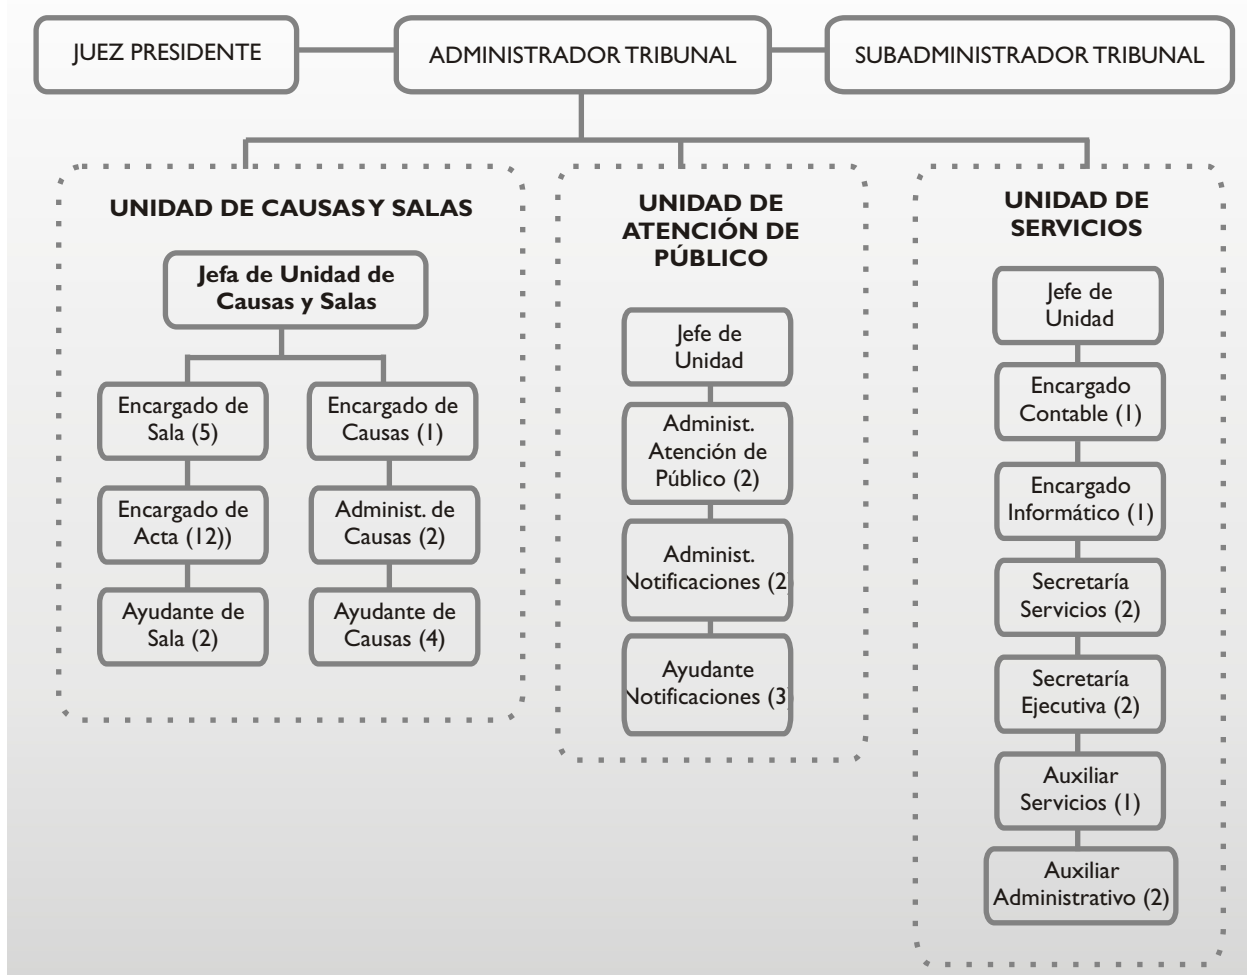 JUEZ PRESIDENTE
ADMINISTRADOR TRIBUNAL
SUBADMINISTRADOR TRIBUNAL
UNIDAD DE CAUSAS Y SALAS
Jefa de Unidad de
Causas y Salas
Encargado de
Sala (5)
Encargado de
Acta (12))
Ayudante de
Sala (2)
Encargado de
Causas (1)
Administ. de
Causas (2)
Ayudante de
Causas (4)
UNIDAD DE
ATENCIÓN DE
PÚBLICO
Jefe de
Unidad
Administ.
Atención de
Público (2)
Administ.
Notificaciones (2)
Ayudante
Notificaciones (3)
UNIDAD DE
SERVICIOS
Jefe de
Unidad
Encargado
Contable (1)
Encargado
Informático (1)
Secretaría
Servicios (2)
Secretaría
Ejecutiva (2)
Auxiliar
Servicios (1)
Auxiliar
Administrativo (2)